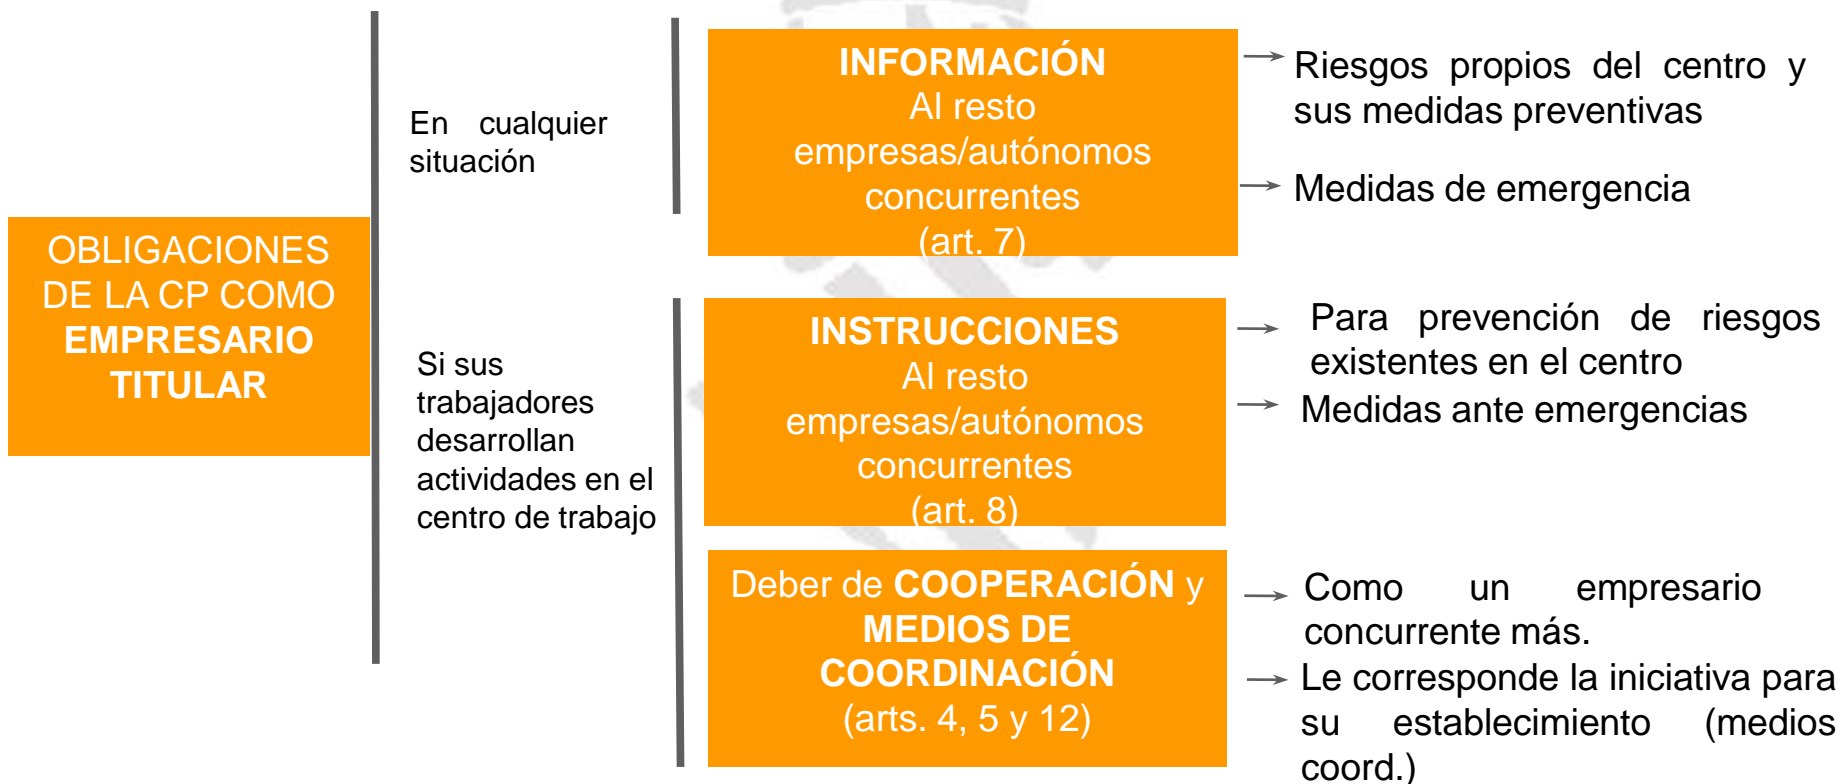 OBLIGACIONES
DE LA CP COMO
EMPRESARIO
TITULAR
En cualquier
situación
INFORMACIÓN
Al resto
empresas/autónomos
concurrentes
(art. 7)
Riesgos propios del centro y
sus medidas preventivas
Medidas de emergencia
Si sus
trabajadores
desarrollan
actividades en el
centro de trabajo
INSTRUCCIONES
Al resto
empresas/autónomos
concurrentes
(art. 8)
Para prevención de riesgos
existentes en el centro
Medidas ante emergencias
Deber de COOPERACIÓN y
MEDIOS DE
COORDINACIÓN
(arts. 4, 5 y 12)
Como un empresario
concurrente más.
Le corresponde la iniciativa para
su establecimiento (medios
coord.)